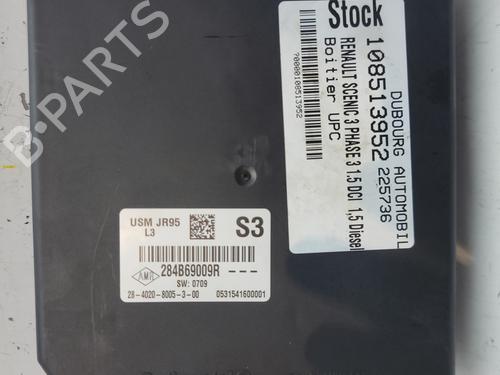 Stock
108513952
DUBOURG AUTOMOBIL
225736
RENAULT SCENIC 3 PHASE 3 1.5 DCI 1,5 Diesel
Boitier UPC
?0000108513952
B-PARTS
USM JR95
L3
S3
284B69009R ---
SW: 0709
28-4020-8005-3-00 0531541600001